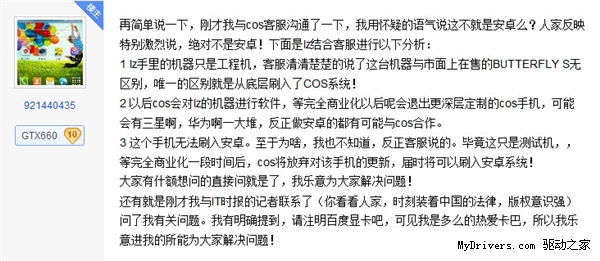 楼主
921440435
GTX660 10
再简单说一下，刚才我与cos客服沟通了一下，我用怀疑的语气说这不就是安卓么？人家反映
特别激烈说，绝对不是安卓！下面是lz结合客服进行以下分析：
1 lz手里的机器只是工程机，客服清清楚楚的说了这台机器与市面上在售的BUTTERFLY S无
区别，唯一的区别就是从底层刷入了COS系统！
2 以后cos会对lz的机器进行软件，等完全商业化以后呢会退出更深层定制的cos手机，可能
会有三星啊，华为啊一大堆，反正做安卓的都有可能与cos合作。
3 这个手机无法刷入安卓。至于为啥，我也不知道，反正客服说的。毕竟这只是测试机，，
等完全商业化一段时间后，cos将放弃对该手机的更新，届时将可以刷入安卓系统！
大家有什额想问的直接问就是了，我乐意为大家解决问题！
还有就是刚才我与IT时报的记者联系了（你看看人家，时刻装着中国的法律，版权意识强）
问了我有关问题。我有明确提到，请注明百度显卡吧，可见我是多么的热爱卡巴，所以我乐
意进我的所能为大家解决问题！
MyDrivers.com 驱动之家